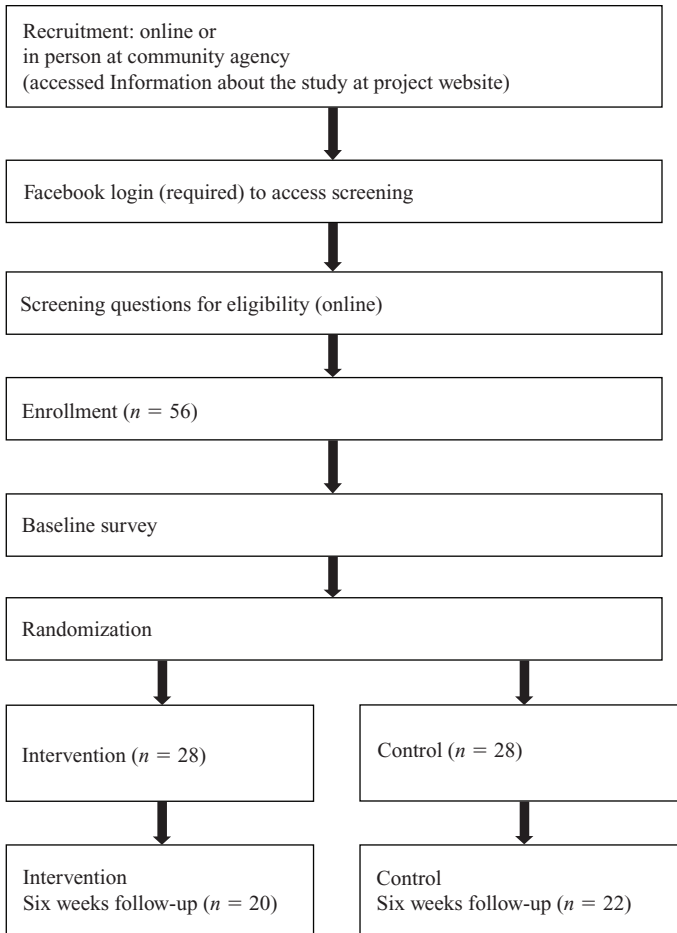 Recruitment: online or
in person at community agency
(accessed Information about the study at project website)
Facebook login (required) to access screening
Screening questions for eligibility (online)
Enrollment (n = 56)
Baseline survey
Randomization
Intervention (n = 28)
Control (n = 28)
Intervention
Six weeks follow-up (n = 20)
Control
Six weeks follow-up (n = 22)